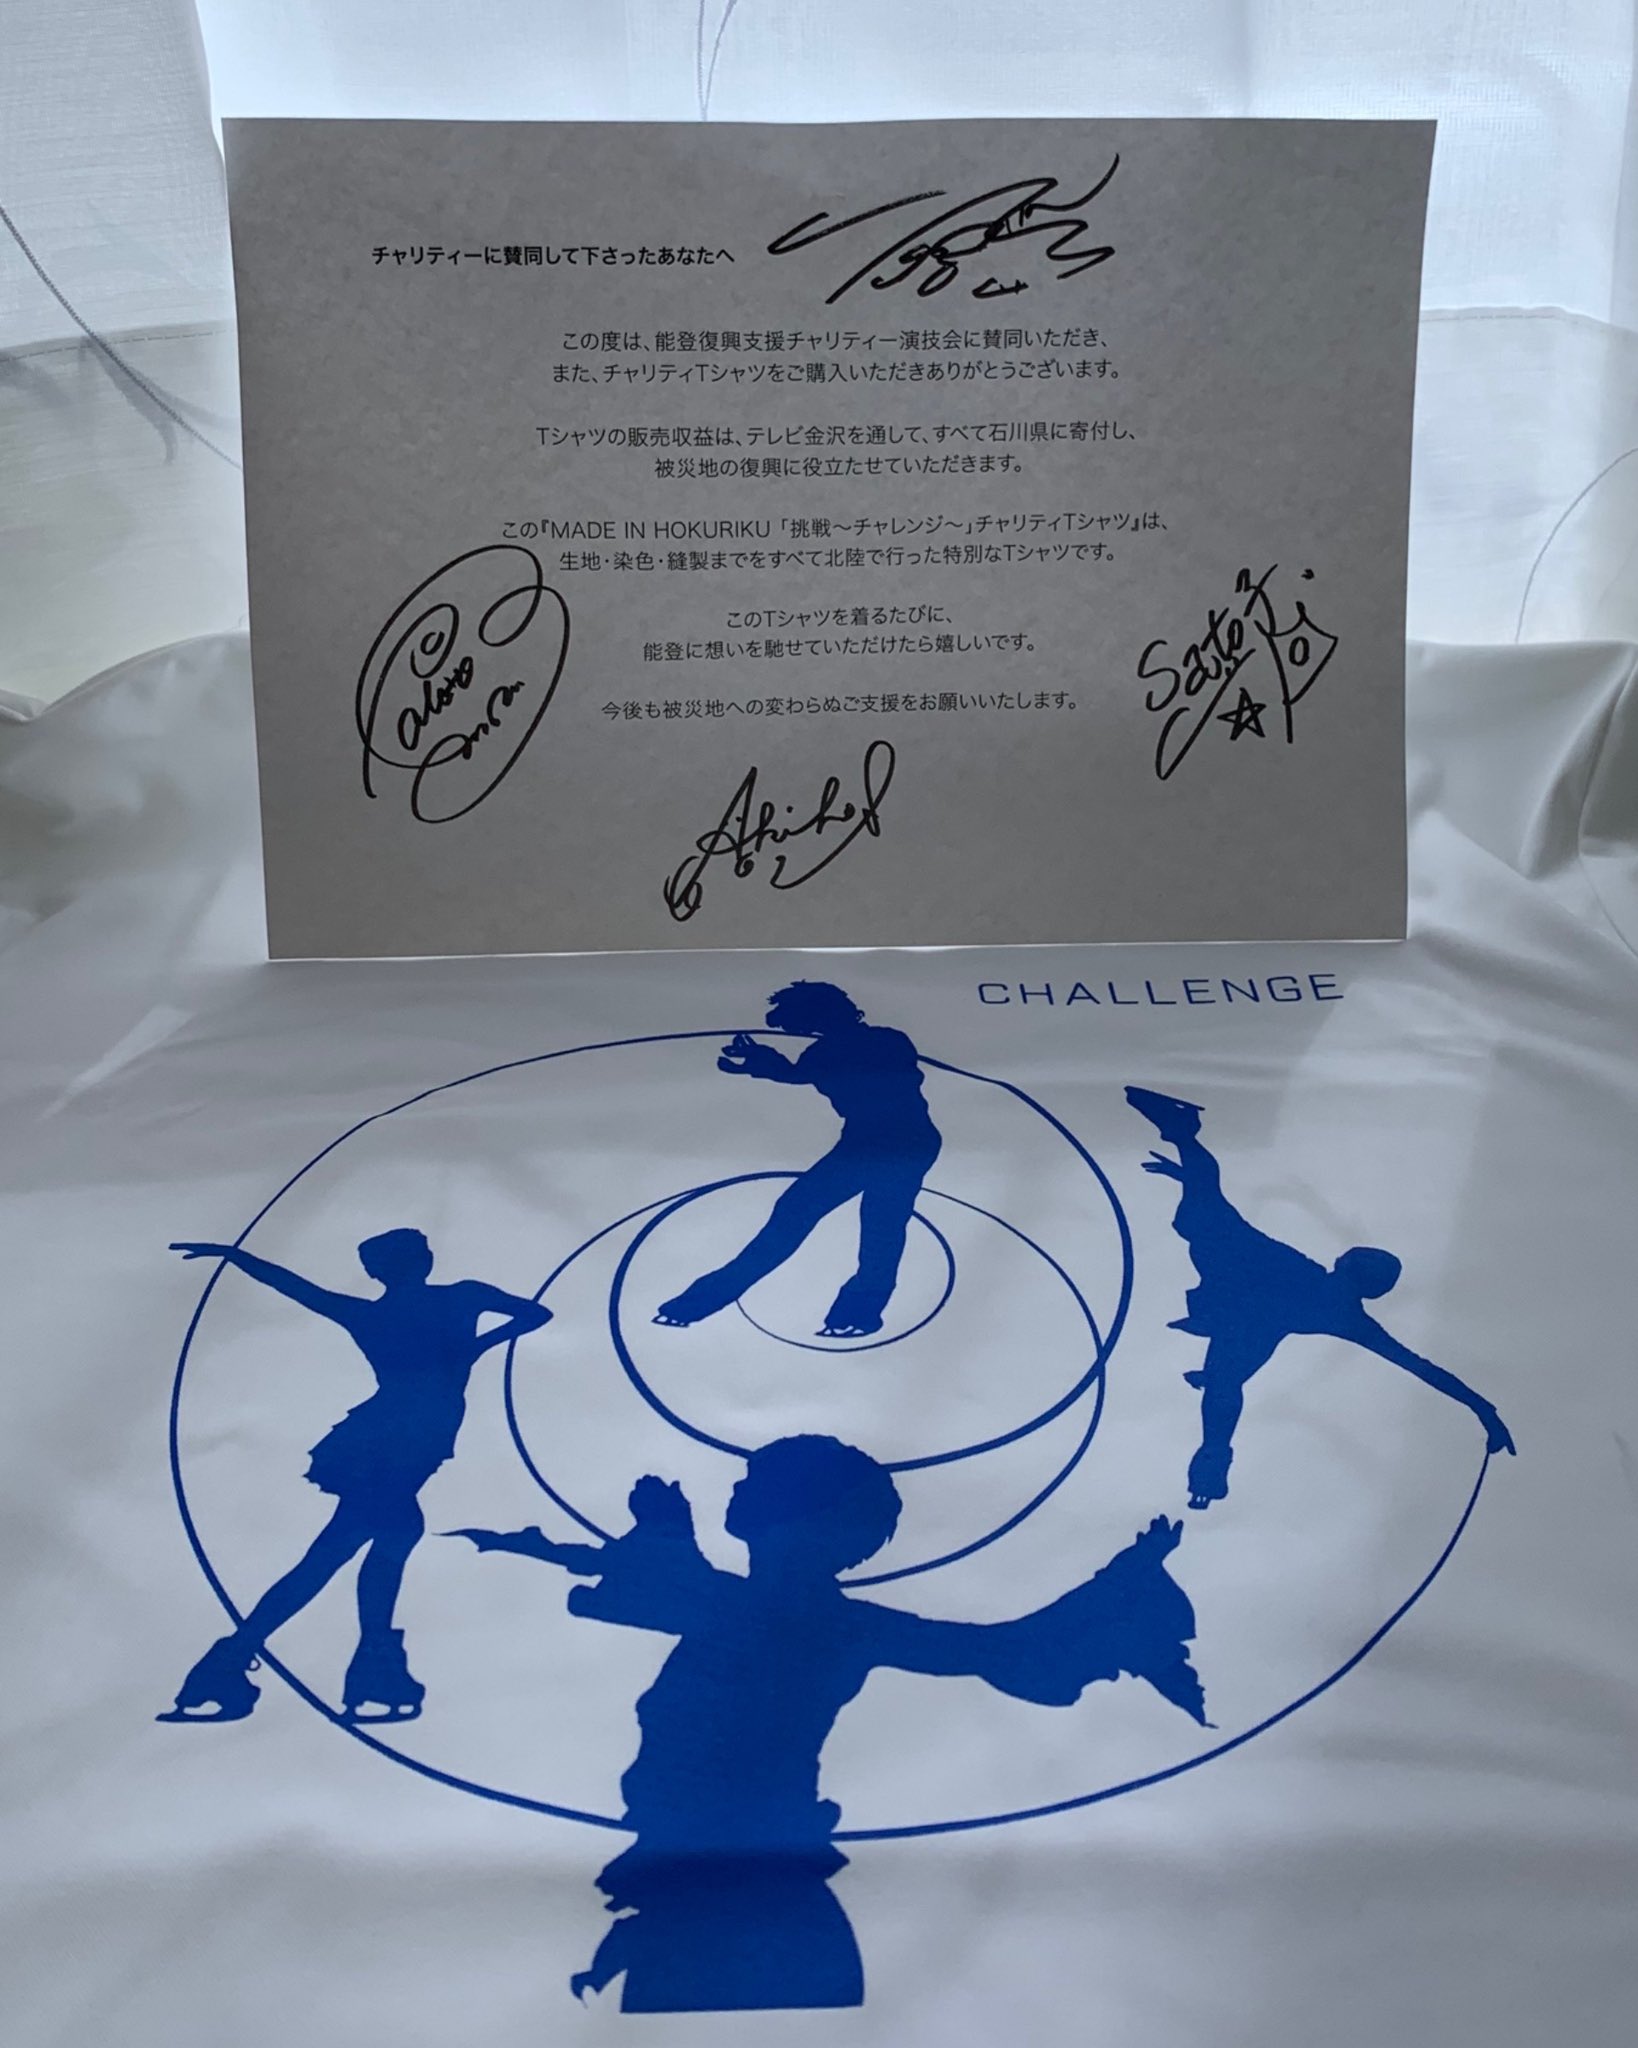 チャリティーに賛同して下さったあなたへ
この度は、能登復興支援チャリティー演技会に賛同いただき、
また、チャリティTシャツをご購入いただきありがとうございます。
Tシャツの販売収益は、テレビ金沢を通して、すべて石川県に寄付し、
被災地の復興に役立たせていただきます。
この『MADE IN HOKURIKU「挑戦〜チャレンジ〜」チャリティTシャツ』は、
生地・染色・縫製までをすべて北陸で行った特別なTシャツです。
このTシャツを着るたびに、
能登に想いを馳せていただけたら嬉しいです。
今後も被災地への変わらぬご支援をお願いいたします。
Satoko
Akiko
CHALLENGE